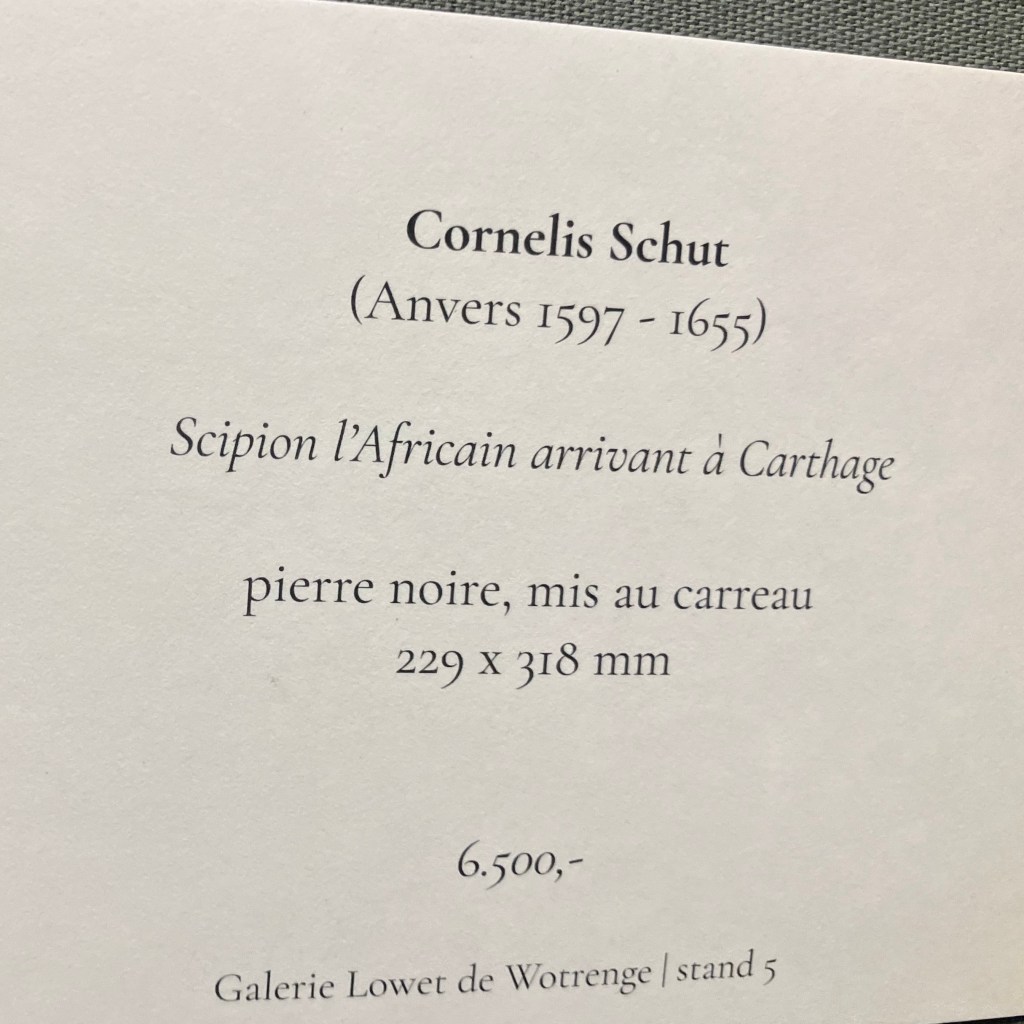 Cornelis Schut
(Anvers 1597 - 1655)
Scipion l'Africain arrivant à Carthage
pierre noire, mis au carreau
229 x 318 mm
6.500,-
Galerie Lowet de Wotrenge | stand 5